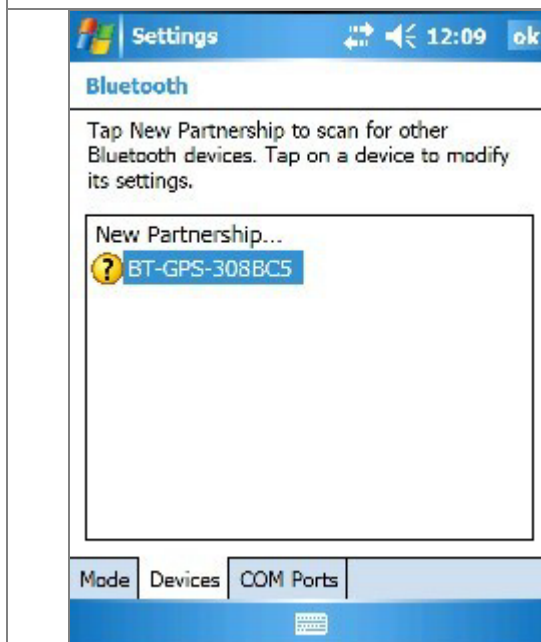 Settings 12:09 ok
Bluetooth
Tap New Partnership to scan for other
Bluetooth devices. Tap on a device to modify
its settings.
New Partnership...
BT-GPS-308BC5
Mode Devices COM Ports